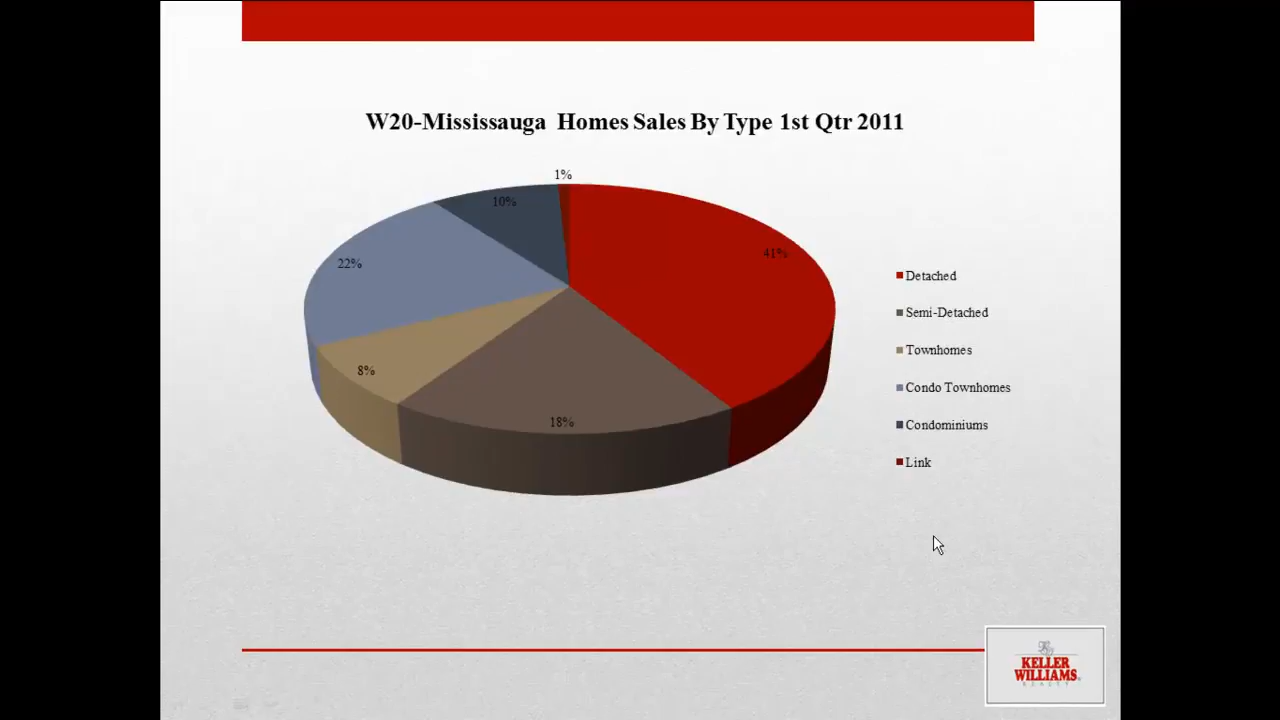 W20-Mississauga Homes Sales By Type 1st Qtr 2011
1%
10%
41%
22%
8%
18%
Detached
Semi-Detached
Townhomes
Condo Townhomes
Condominiums
Link
KELLER
WILLIAMS
REALTY